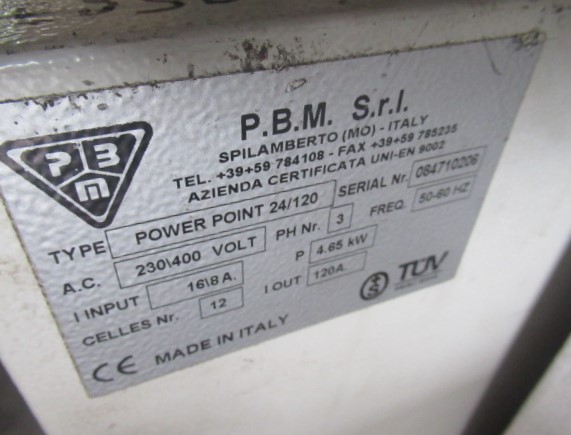 P.B.M. S.r.l.
SPILAMBERTO (MO) - ITALY
TEL. +39+59 784108 - FAX +39+59 785235
AZIENDA CERTIFICATA UNI-EN 9002
PBM
TYPE POWER POINT 24/120 SERIAL Nr. 084710206
A.C. 230\400 VOLT PH Nr. 3 FREQ. 50-60 HZ
I INPUT 16\8 A. P 4.65 kW
CELLES Nr. 12 I OUT 120A. TÜV
CE MADE IN ITALY